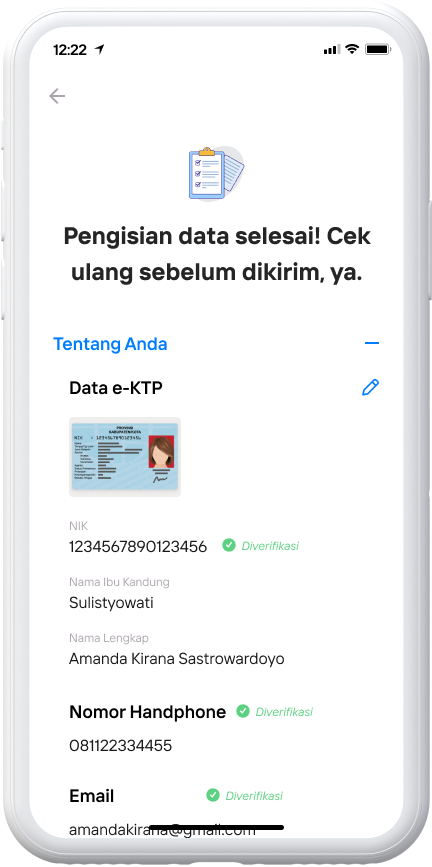 12:22
Pengisian data selesai! Cek
ulang sebelum dikirim, ya.
Tentang Anda
Data e-KTP
PROVINSI
KABUPATEN/KOTA
NIK : 1234567890123456
NIK
1234567890123456 Diverifikasi
Nama Ibu Kandung
Sulistyowati
Nama Lengkap
Amanda Kirana Sastrowardoyo
Nomor Handphone Diverifikasi
081122334455
Email Diverifikasi
amandakirana@gmail.com